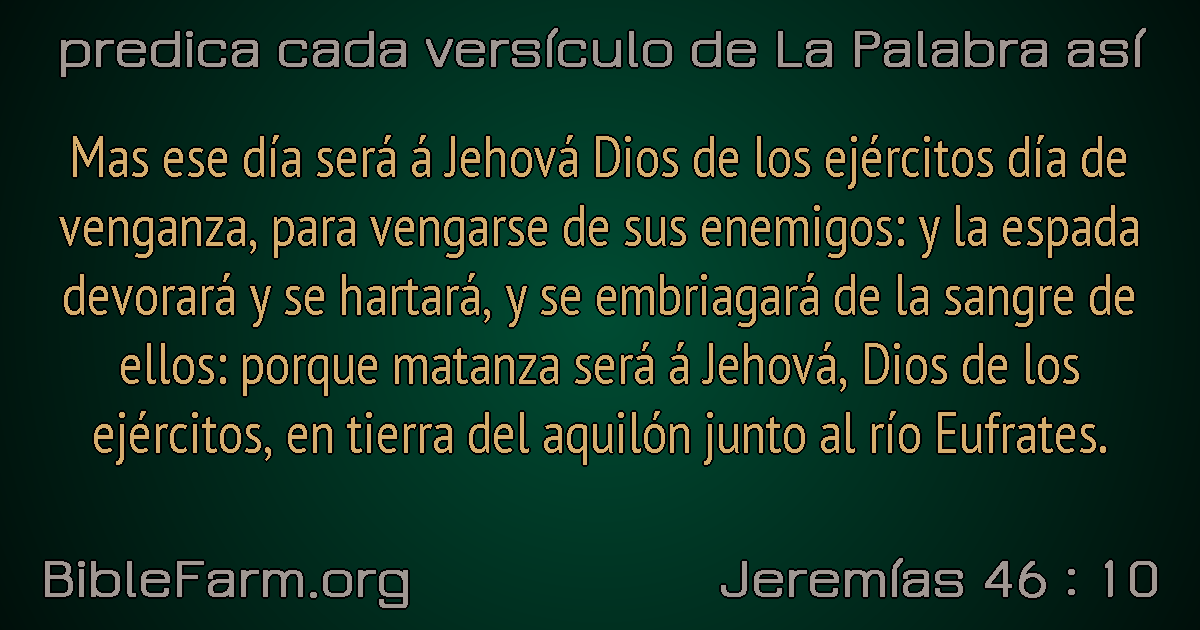 predica cada versículo de La Palabra así
Mas ese día será á Jehová Dios de los ejércitos día de
venganza, para vengarse de sus enemigos: y la espada
devorará y se hartará, y se embriagará de la sangre de
ellos: porque matanza será á Jehová, Dios de los
ejércitos, en tierra del aquilón junto al río Eufrates.
BibleFarm.org
Jeremías 46 : 10